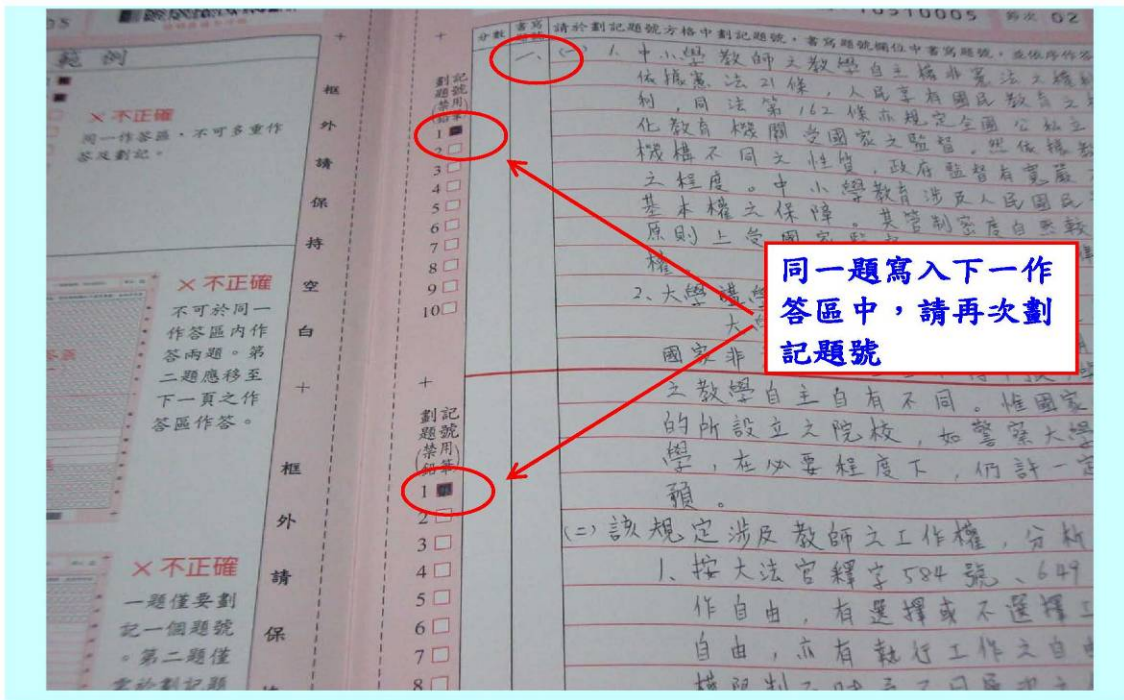 10510005 節次 02
範例
×不正確
同一作答區，不可多重作
答及劃記。
×不正確
不可於同一
作答區內作
答兩題。第
二題應移至
下一頁之作
答區作答。
×不正確
一題僅要劃
記一個題號
。第二題僅
框外請保持空白
框外請保
分數
書寫題號
請於劃記題號方格中劃記題號，書寫題號欄位中書寫題號，並依序作答
劃記題號
(禁用鉛筆)
1
2
3
4
5
6
7
8
9
10
劃記題號
(禁用鉛筆)
1
2
3
4
5
6
7
8
一、
(一) 1. 中小學教師之教學自主權非憲法之權利
依據憲法21條，人民享有國民教育之
利，同法第162條亦規定全國公私立
化教育機關受國家之監督，然依據
機構不同之性質，政府監督有寬嚴
之程度。中小學教育涉及人民國民
基本權之保障。其管制密度自然較
原則上受國家
權
2、大學講學
大
國家非
之教學自主自有不同。惟國家
的所設立之院校，如警察大學
學，在必要程度下，仍許一定
預。
(二)該規定涉及教師之工作權，分析
1、按大法官釋字584號、649
作自由，有選擇或不選擇工
自由，亦有執行工作之自由
同一題寫入下一作
答區中，請再次劃
記題號